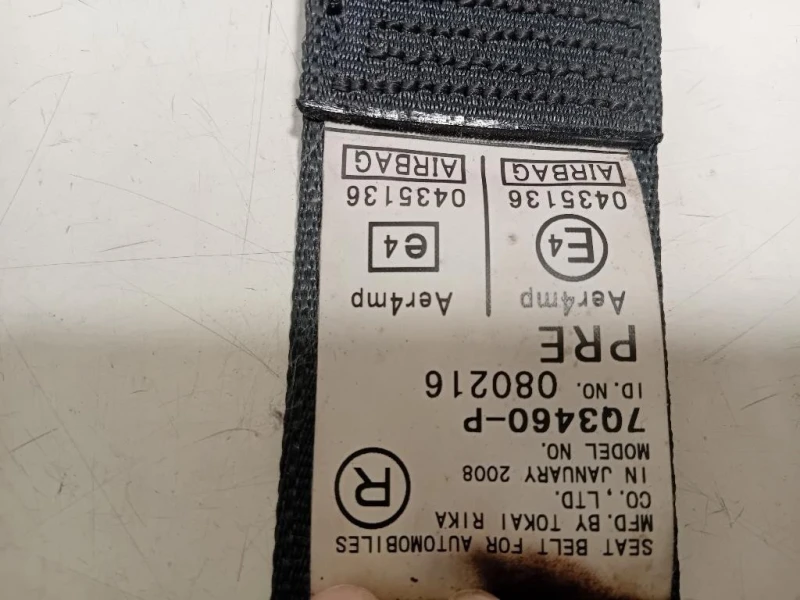 SEAT BELT FOR AUTOMOBILES
MFD. BY TOKAI RIKA
CO., LTD.
IN JANUARY 2008
R
MODEL NO.
7Q3460-P
ID. NO. 080216
PRE
Aer4mp Aer4mp
E4 e4
0435136 0435136
AIRBAG AIRBAG